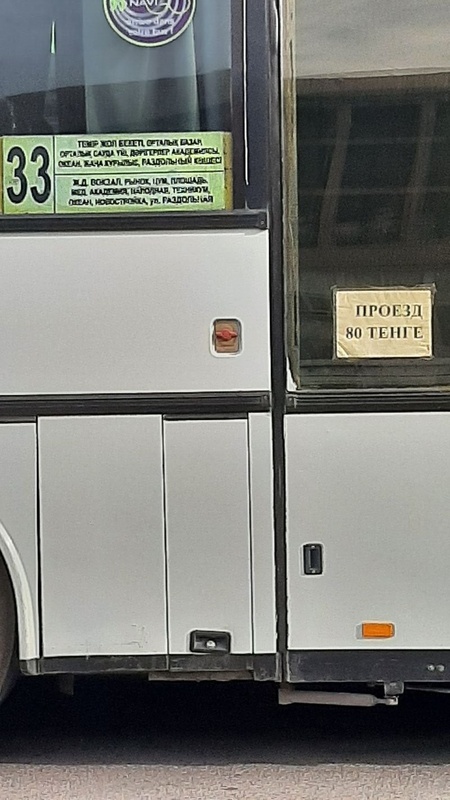 NAVI
33
ТЕМІР ЖОЛ БЕКЕТІ, ОРТАЛЫҚ БАЗАР,
ОРТАЛЫҚ САУДА ҮЙІ, ДӘРІГЕРЛЕР АКАДЕМИЯСЫ,
ОКЕАН, ЖАҢА ҚҰРЫЛЫС, РАЗДОЛЬНЫЙ КӨШЕСІ
Ж.Д. ВОКЗАЛ, РЫНОК, ЦУМ, ПЛОЩАДЬ,
МЕД. АКАДЕМИЯ, НАРОДНАЯ, ТЕХНИКУМ,
ОКЕАН, НОВОСТРОЙКА, ул. РАЗДОЛЬНАЯ
ПРОЕЗД
80 ТЕНГЕ